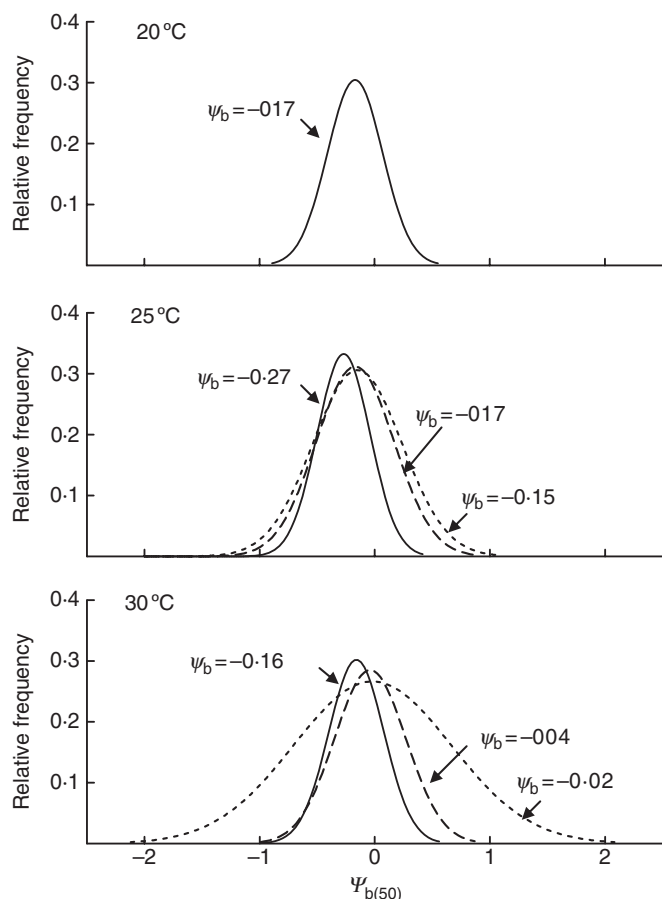 0·4
20 °C
0·3
ψb=−017
0·2
0·1
Relative frequency
0·4
25 °C
0·3
ψb=−0·27
ψb=−017
0·2
ψb=−0·15
0·1
Relative frequency
0·4
30 °C
0·3
ψb=−0·16
0·2
ψb=−004
0·1
ψb=−0·02
Relative frequency
−2 −1 0 1 2
Ψb(50)